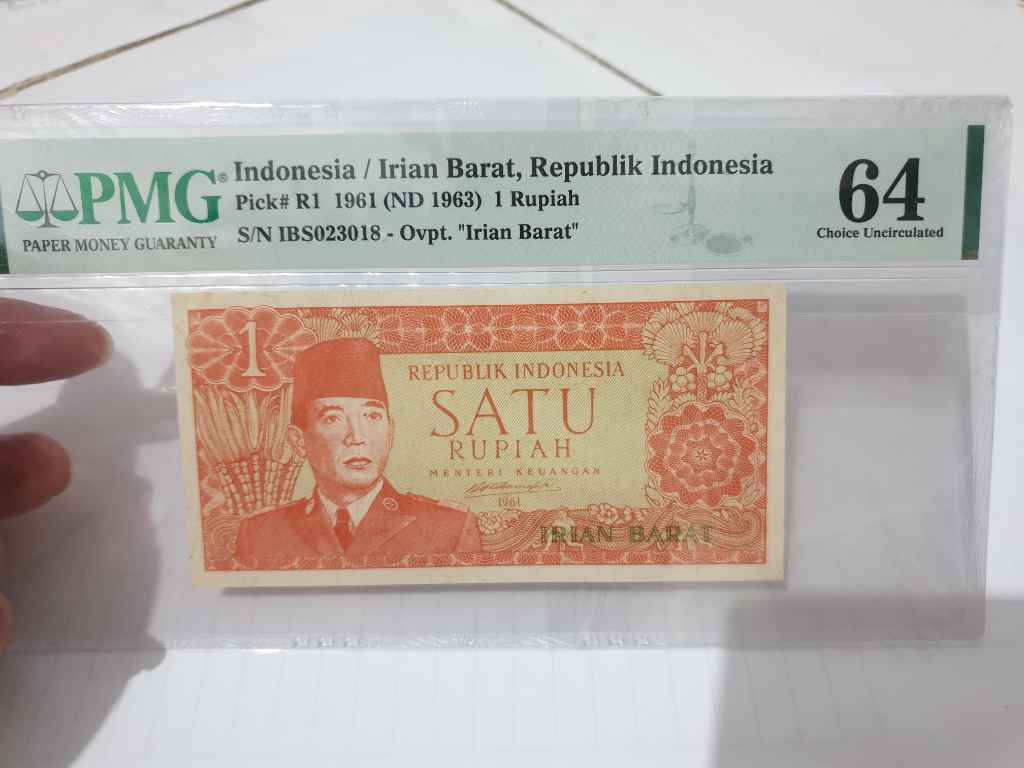 PMG®
PAPER MONEY GUARANTY
Indonesia / Irian Barat, Republik Indonesia
Pick# R1 1961 (ND 1963) 1 Rupiah
S/N IBS023018 - Ovpt. "Irian Barat"
64
Choice Uncirculated
1
REPUBLIK INDONESIA
SATU
RUPIAH
MENTERI KEUANGAN
1961
IRIAN BARAT